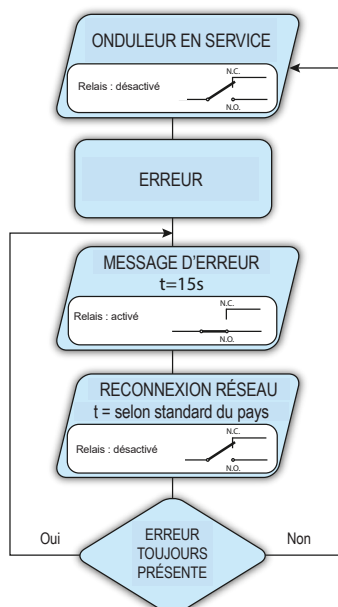 ONDULEUR EN SERVICE
N.C.
Relais : désactivé
N.O.
ERREUR
MESSAGE D'ERREUR
t=15s
N.C.
Relais : activé
N.O.
RECONNEXION RÉSEAU
t = selon standard du pays
N.C.
Relais : désactivé
N.O.
Oui
ERREUR
TOUJOURS
PRÉSENTE
Non